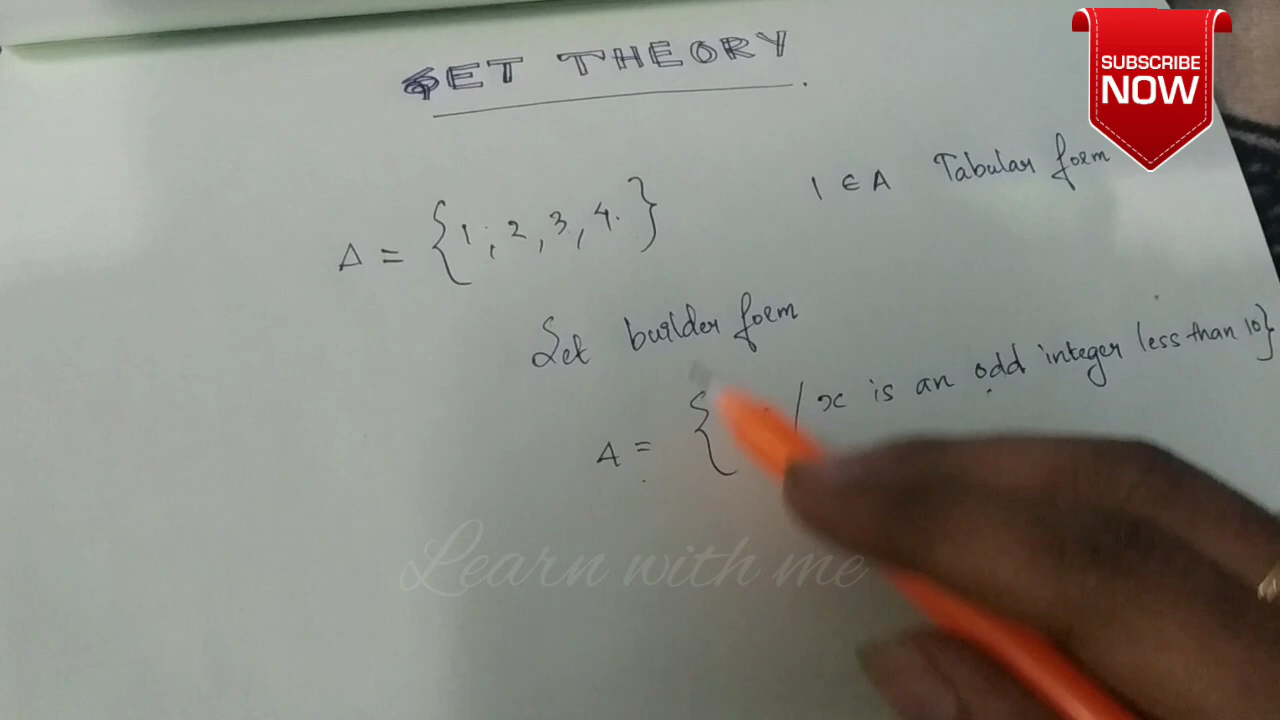 SET THEORY.
SUBSCRIBE
NOW
1 ∈ A Tabular form
A = {1, 2, 3, 4.}
Set builder form
A = { / x is an odd integer less than 10}
Learn with me